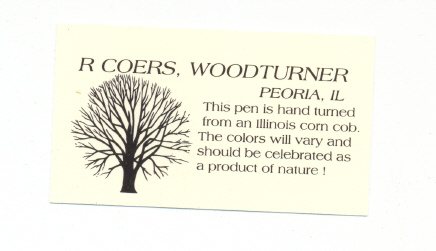 R COERS, WOODTURNER
PEORIA, IL
This pen is hand turned
from an Illinois corn cob.
The colors will vary and
should be celebrated as
a product of nature !